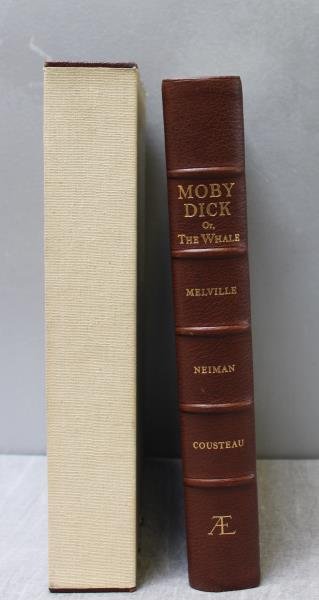 MOBY
DICK
Or,
THE WHALE
MELVILLE
NEIMAN
COUSTEAU
Æ